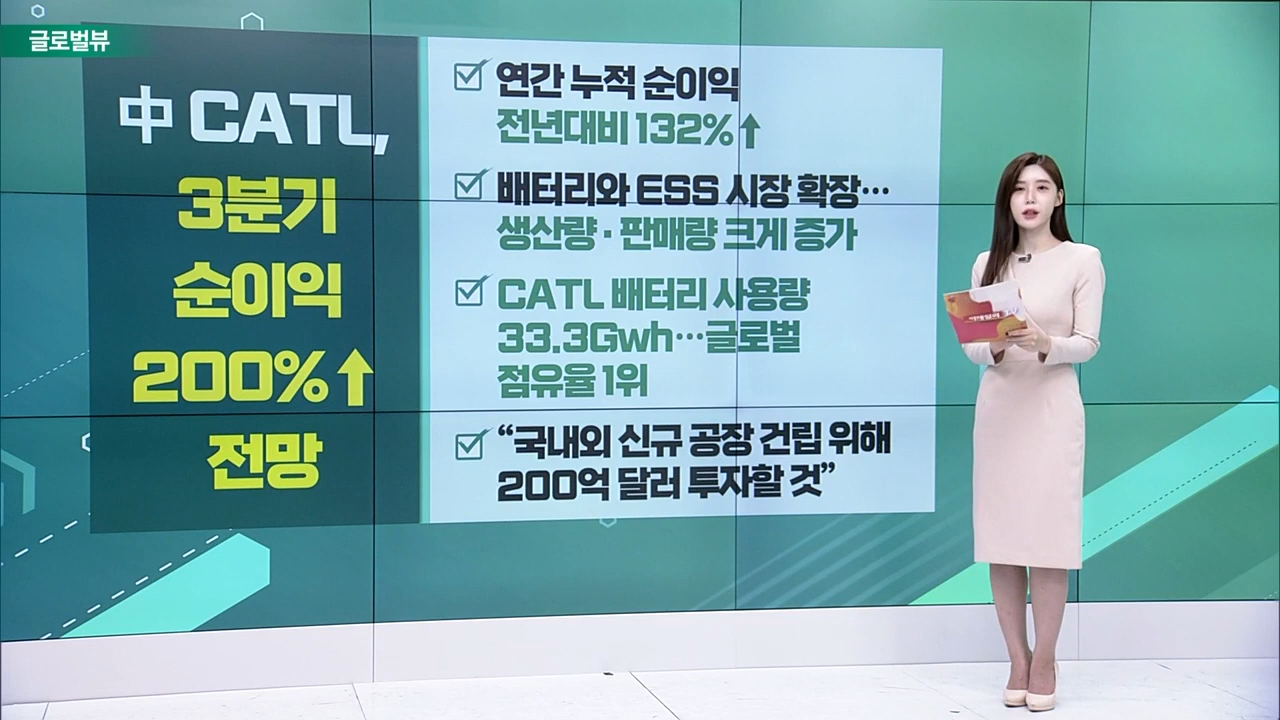 글로벌뷰
中 CATL,
3분기
순이익
200%↑
전망
연간 누적 순이익
전년대비 132%↑
배터리와 ESS 시장 확장…
생산량·판매량 크게 증가
CATL 배터리 사용량
33.3Gwh…글로벌
점유율 1위
“국내외 신규 공장 건립 위해
200억 달러 투자할 것”